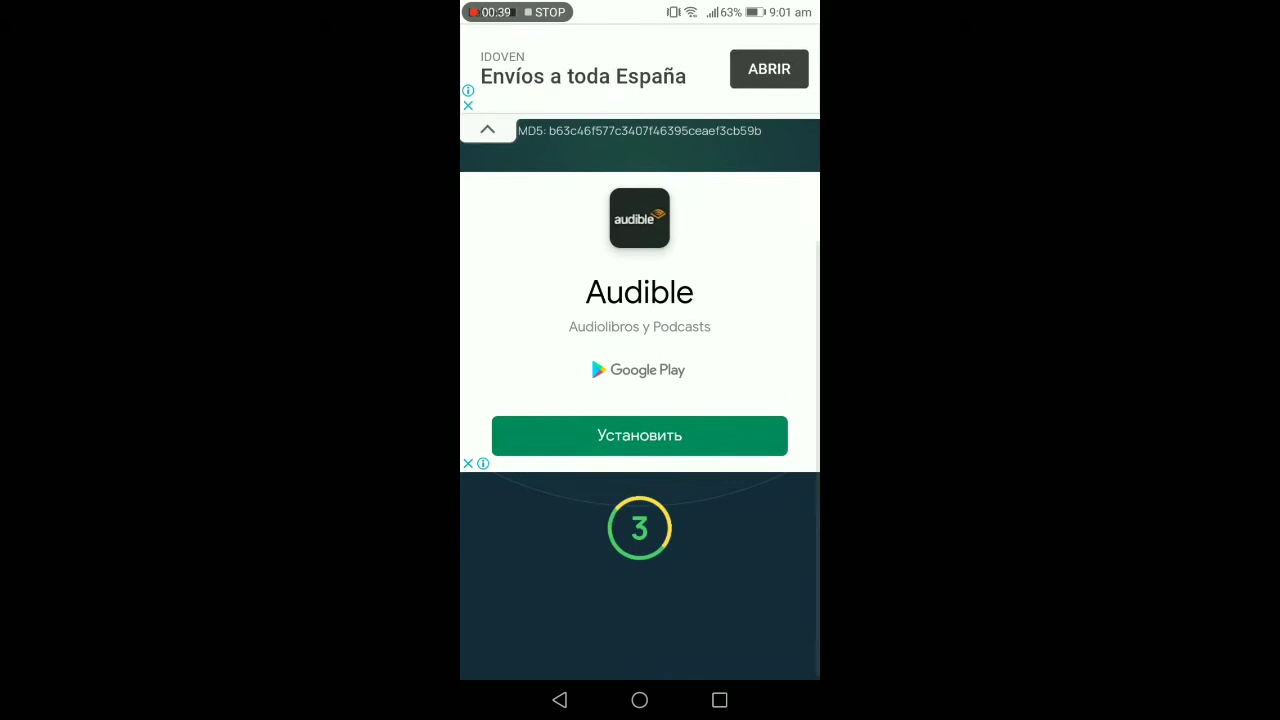 00:39 STOP 63% 9:01 am
IDOVEN
Envíos a toda España
ABRIR
MD5: b63c46f577c3407f46395ceaef3cb59b
audible
Audible
Audiolibros y Podcasts
Google Play
Установить
3